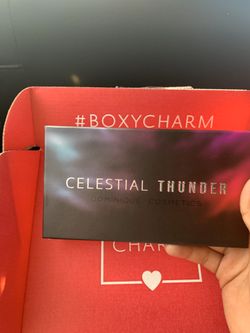 #BOXYCHARM
CELESTIAL THUNDER
DOMINIQUE COSMETICS
CHARM